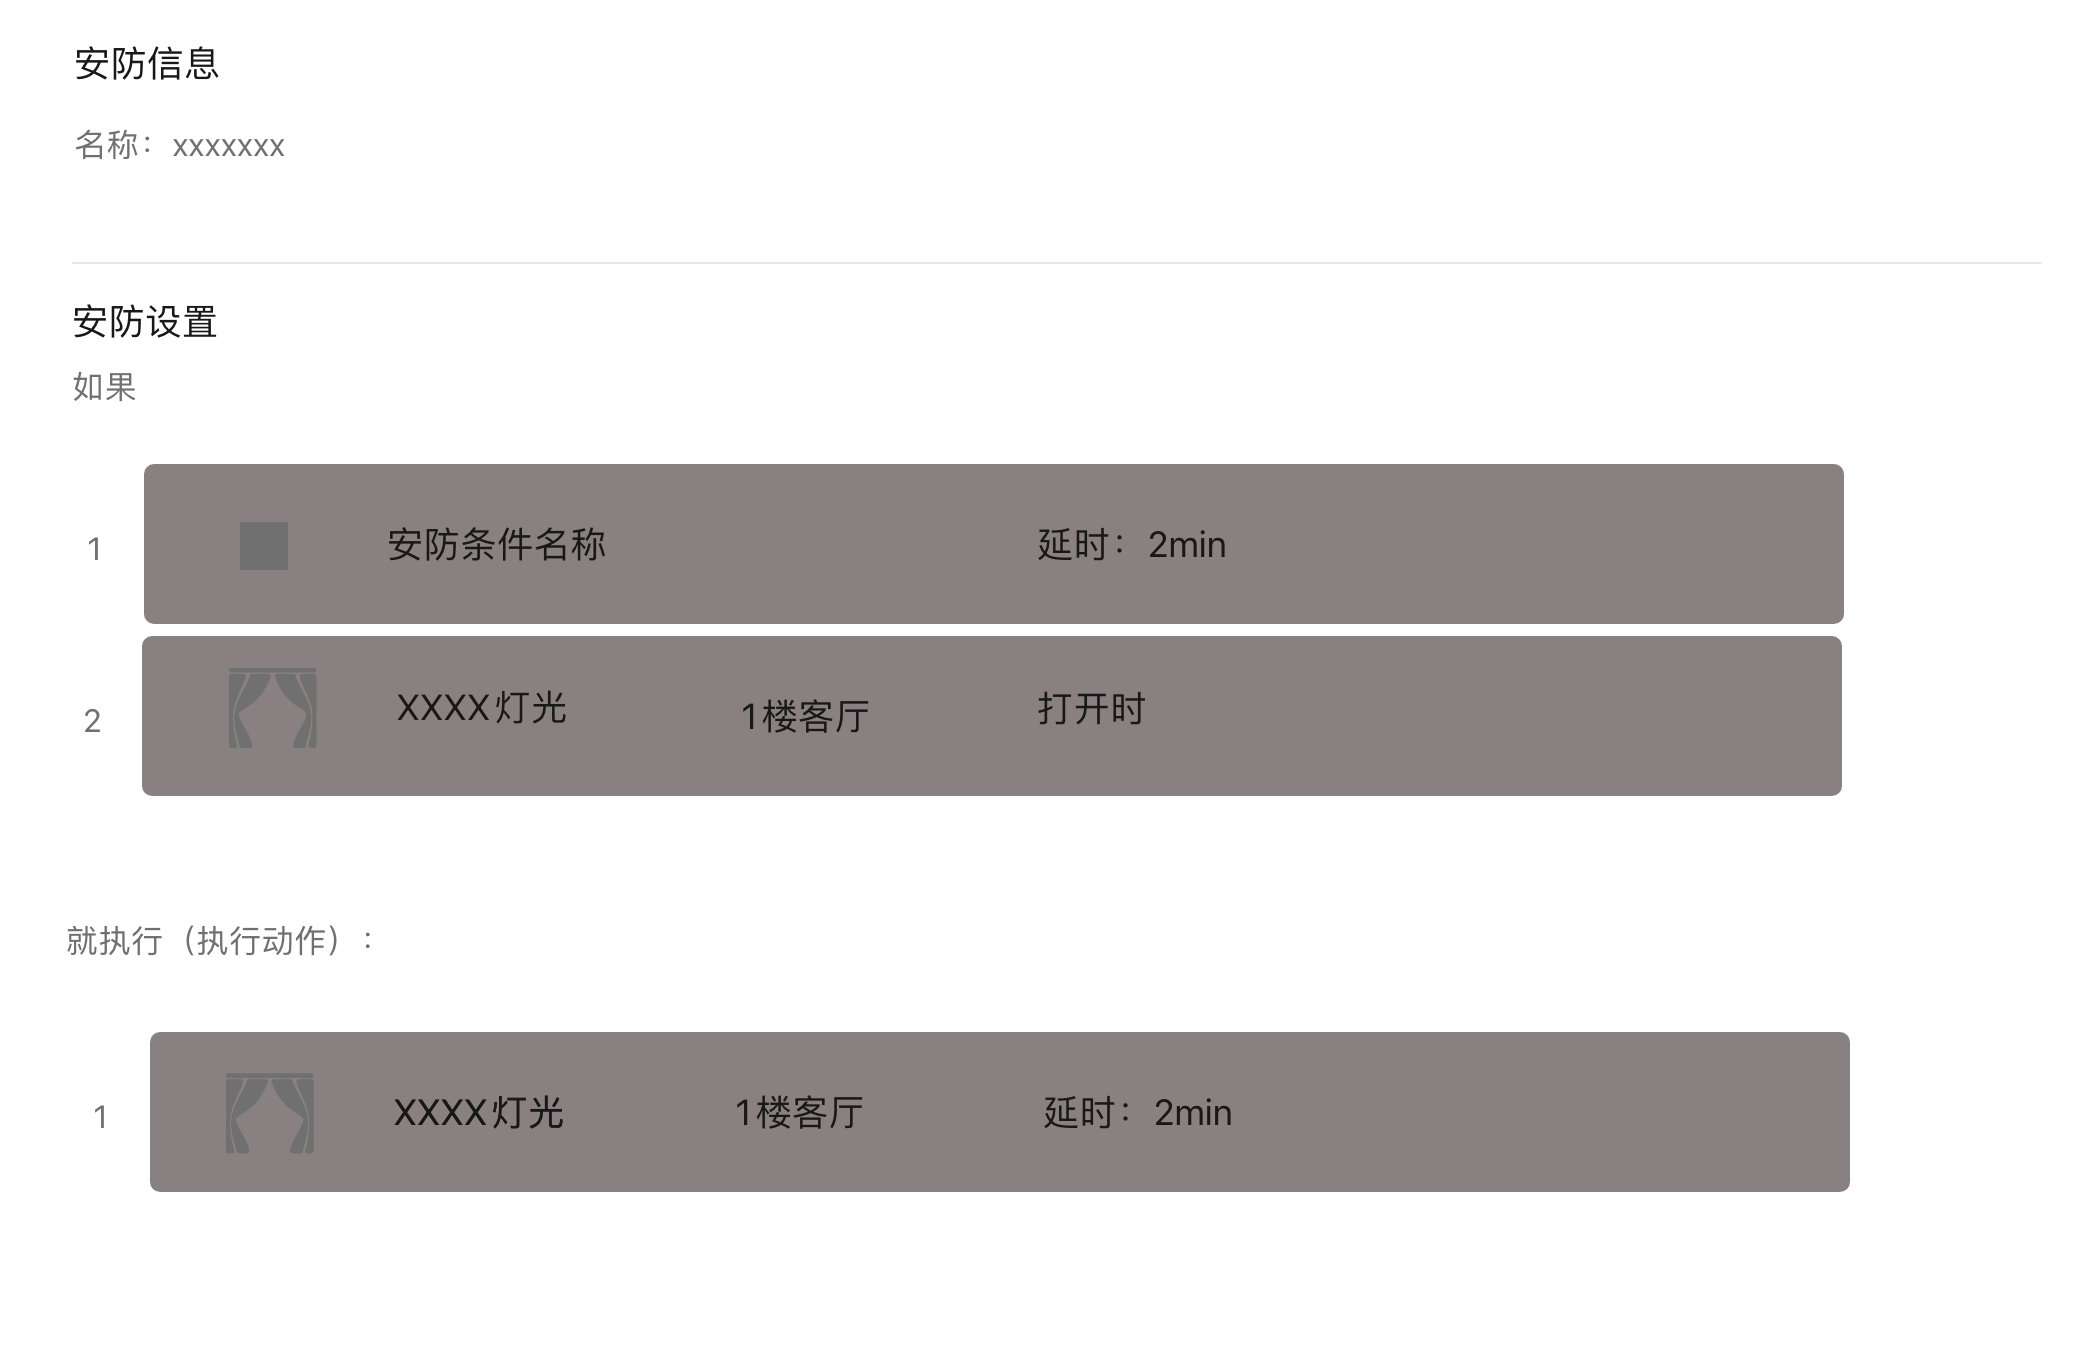 安防信息
名称：xxxxxxx
安防设置
如果
1 安防条件名称 延时：2min
2 XXXX灯光 1楼客厅 打开时
就执行（执行动作）：
1 XXXX灯光 1楼客厅 延时：2min